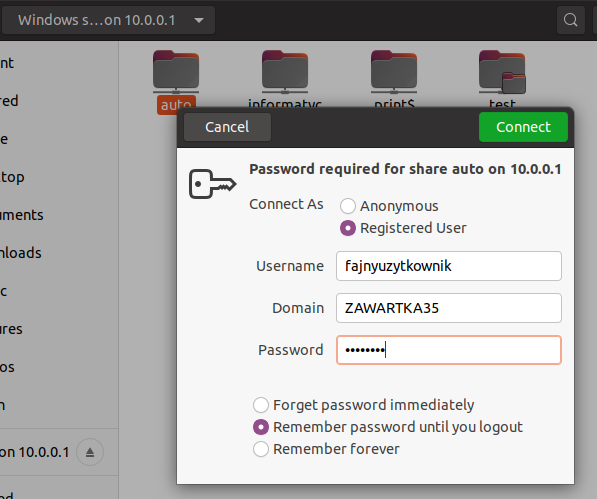 Windows s...on 10.0.0.1
nt
red
e
top
uments
nloads
c
ures
os
n
on 10.0.0.1
auto
informatyc
print$
test
Cancel
Connect
Password required for share auto on 10.0.0.1
Connect As
Anonymous
Registered User
Username
fajnyuzytkownik
Domain
ZAWARTKA35
Password
••••••••
Forget password immediately
Remember password until you logout
Remember forever